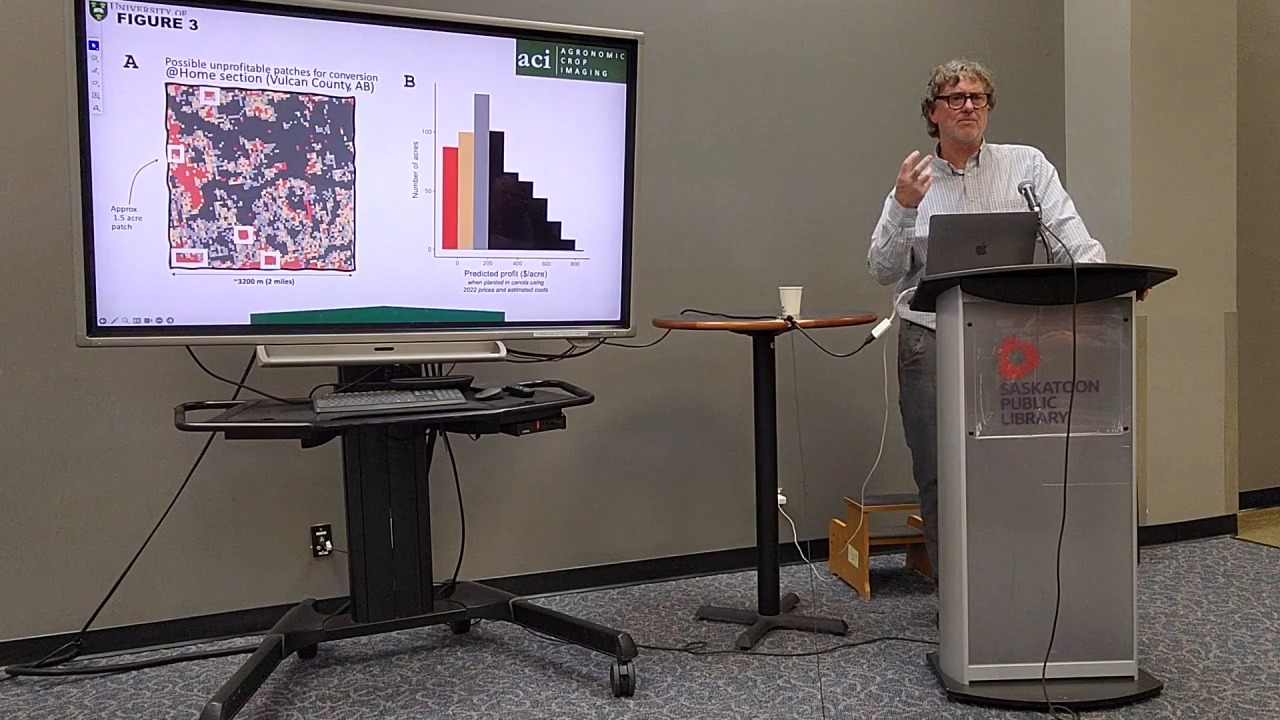 UNIVERSITY OF
FIGURE 3
aci
AGRONOMIC
CROP
IMAGING
A
Possible unprofitable patches for conversion
@Home section (Vulcan County, AB)
Approx
1.5 acre
patch
~3200 m (2 miles)
B
Number of acres
100
50
0
0 200 400 600 800
Predicted profit ($/acre)
when planted in canola using
2022 prices and estimated costs
SASKATOON
PUBLIC
LIBRARY